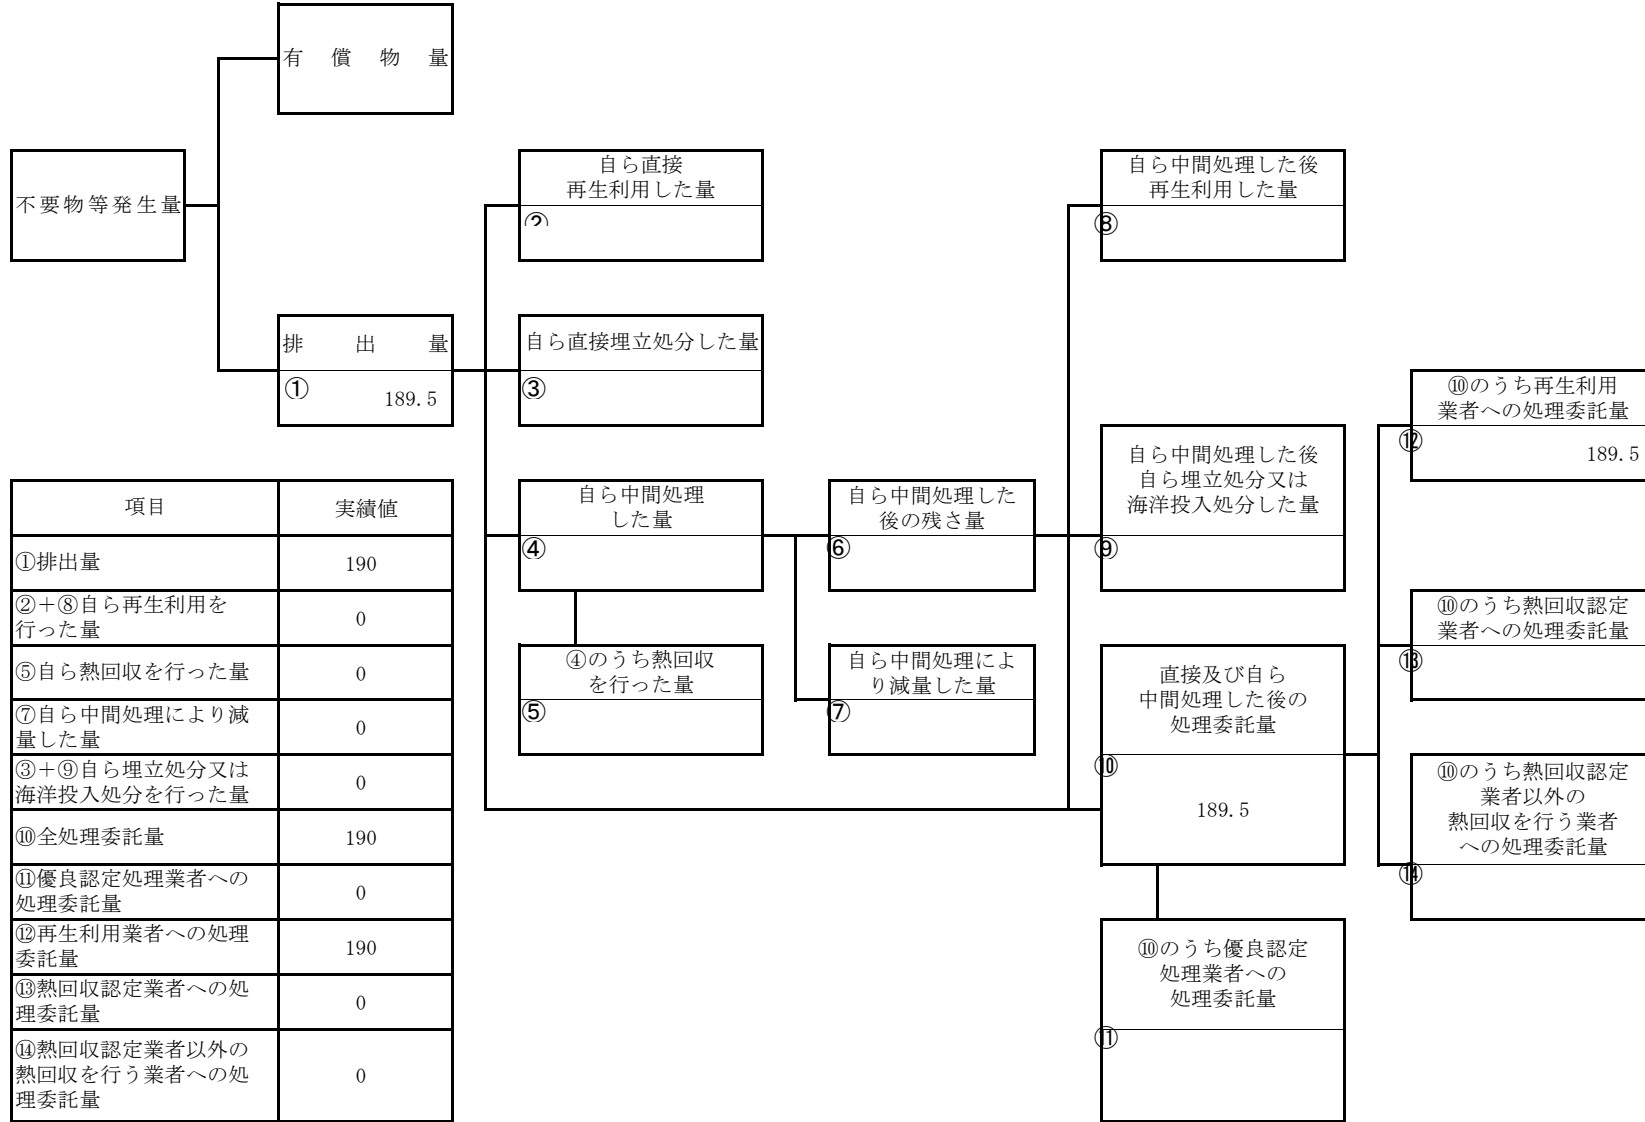 有償物量
不要物等発生量
自ら直接
再生利用した量
②
自ら中間処理した後
再生利用した量
⑧
排出量
①
189.5
自ら直接埋立処分した量
③
⑩のうち再生利用
業者への処理委託量
⑫
189.5
自ら中間処理した後
自ら埋立処分又は
海洋投入処分した量
⑨
自ら中間処理
した量
④
自ら中間処理した
後の残さ量
⑥
⑩のうち熱回収認定
業者への処理委託量
⑬
④のうち熱回収
を行った量
⑤
自ら中間処理によ
り減量した量
⑦
直接及び自ら
中間処理した後の
処理委託量
⑩
189.5
⑩のうち熱回収認定
業者以外の
熱回収を行う業者
への処理委託量
⑭
⑩のうち優良認定
処理業者への
処理委託量
⑪
項目 実績値
①排出量 190
②+⑧自ら再生利用を
行った量 0
⑤自ら熱回収を行った量 0
⑦自ら中間処理により減
量した量 0
③+⑨自ら埋立処分又は
海洋投入処分を行った量 0
⑩全処理委託量 190
⑪優良認定処理業者への
処理委託量 0
⑫再生利用業者への処理
委託量 190
⑬熱回収認定業者への処
理委託量 0
⑭熱回収認定業者以外の
熱回収を行う業者への処
理委託量 0